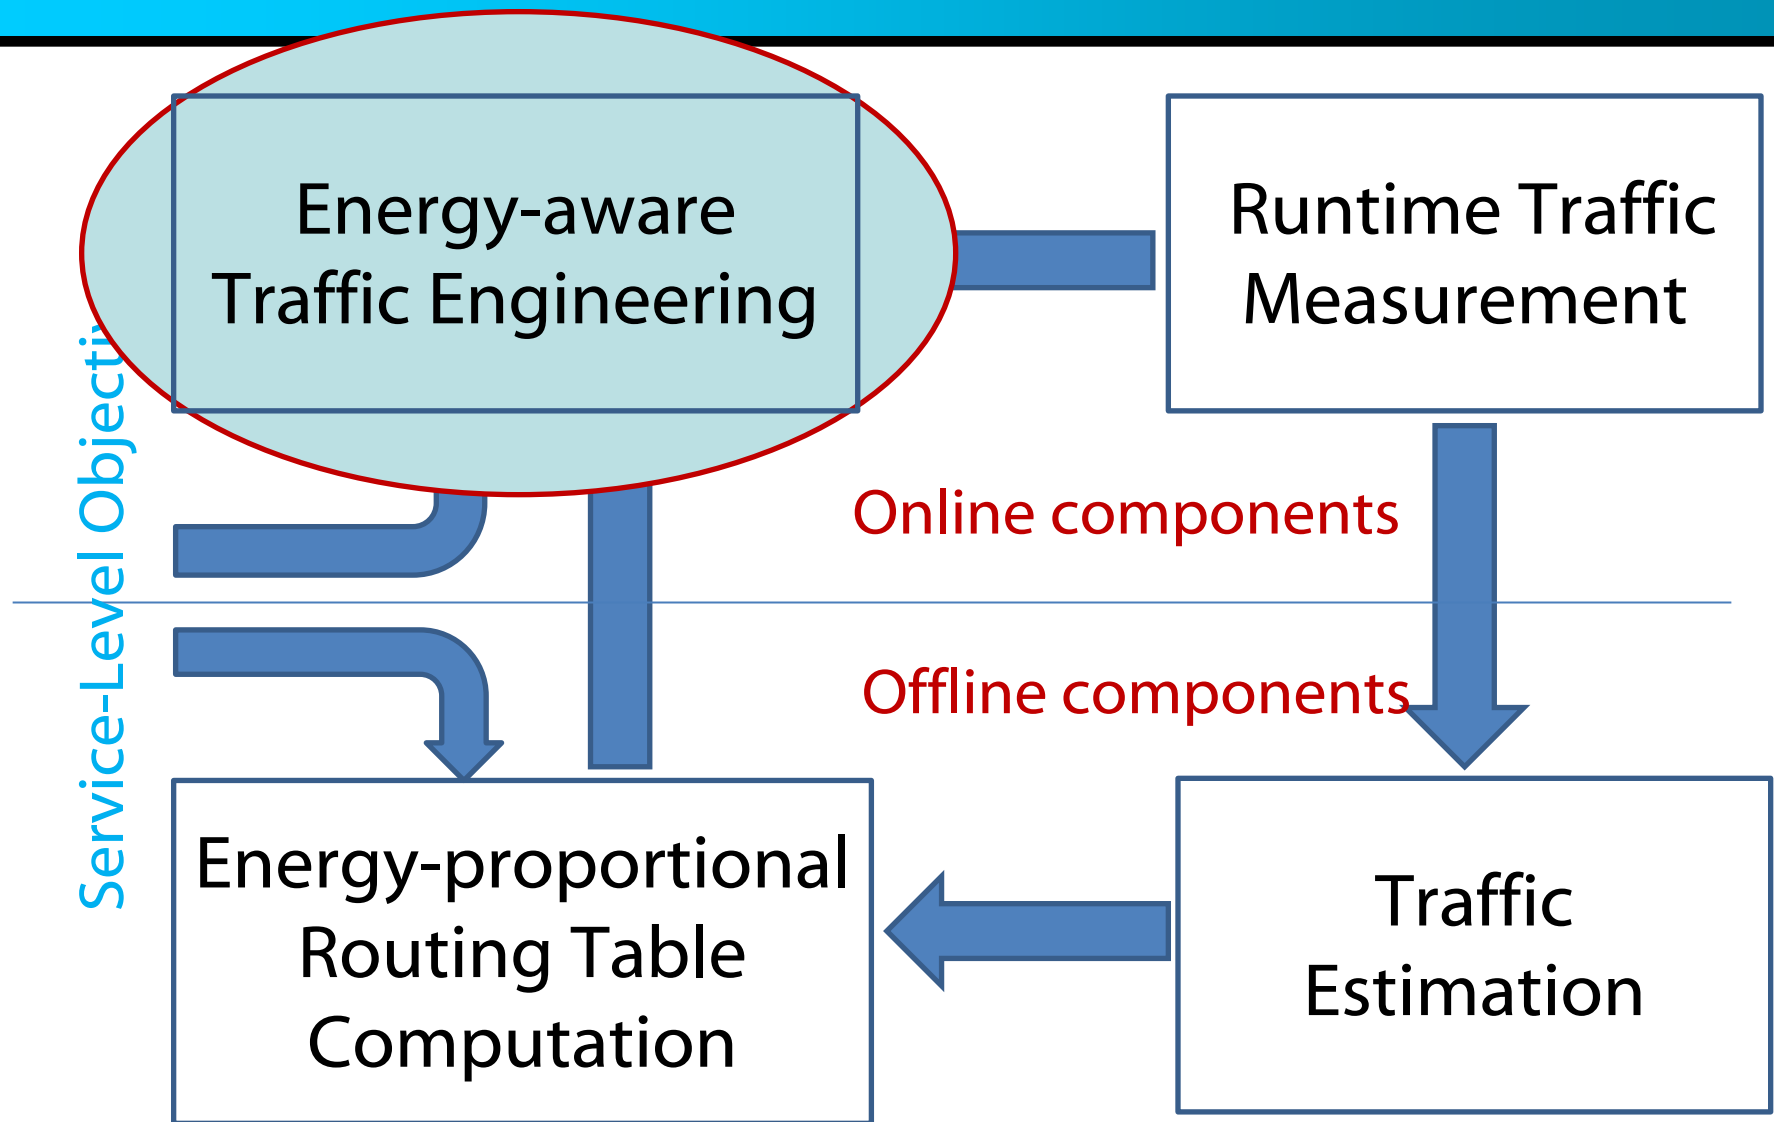 Energy-aware
Traffic Engineering
Runtime Traffic
Measurement
Service-Level
Online components
Offline components
Energy-proportional
Routing Table
Computation
Traffic
Estimation